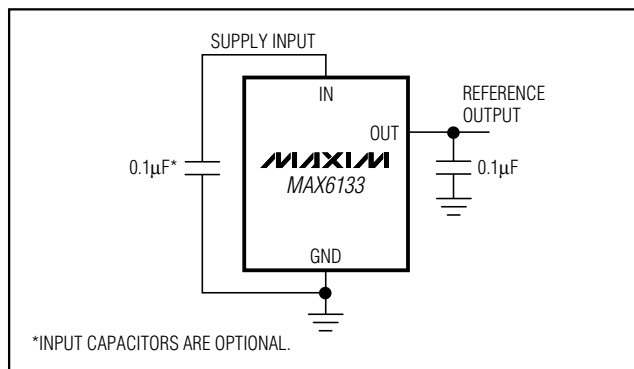 SUPPLY INPUT
IN
REFERENCE
OUTPUT
OUT
0.1µF*
MAXIM
MAX6133
0.1µF
GND
*INPUT CAPACITORS ARE OPTIONAL.